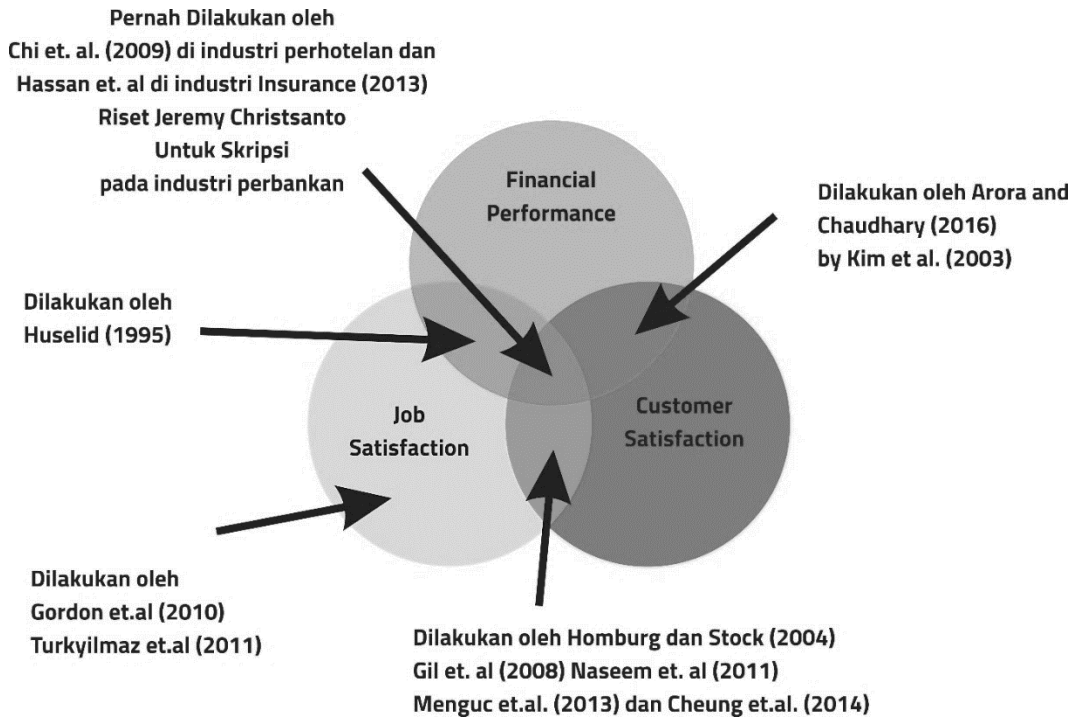 Pernah Dilakukan oleh
Chi et. al. (2009) di industri perhotelan dan
Hassan et. al di industri Insurance (2013)
Riset Jeremy Christsanto
Untuk Skripsi
pada industri perbankan
Financial
Performance
Dilakukan oleh Arora and
Chaudhary (2016)
by Kim et al. (2003)
Dilakukan oleh
Huselid (1995)
Job
Satisfaction
Customer
Satisfaction
Dilakukan oleh
Gordon et.al (2010)
Turkyilmaz et.al (2011)
Dilakukan oleh Homburg dan Stock (2004)
Gil et. al (2008) Naseem et. al (2011)
Menguc et.al. (2013) dan Cheung et.al. (2014)